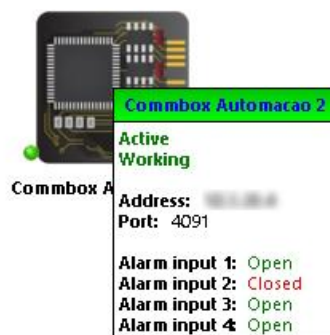 Commbox Automacao 2
Active
Working
Commbox A
Address:
Port: 4091
Alarm input 1: Open
Alarm input 2: Closed
Alarm input 3: Open
Alarm input 4: Open